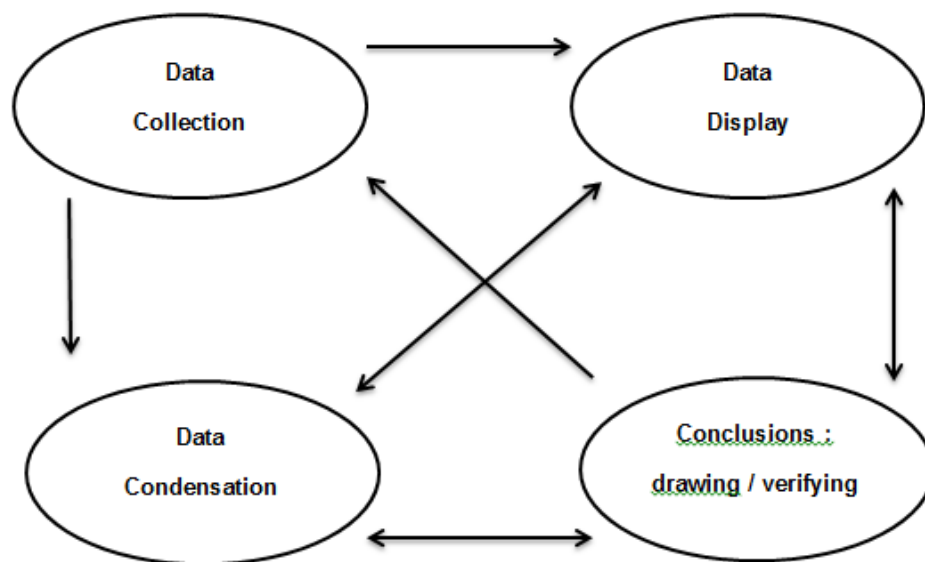 Data
Collection
Data
Display
Data
Condensation
Conclusions :
drawing / verifying